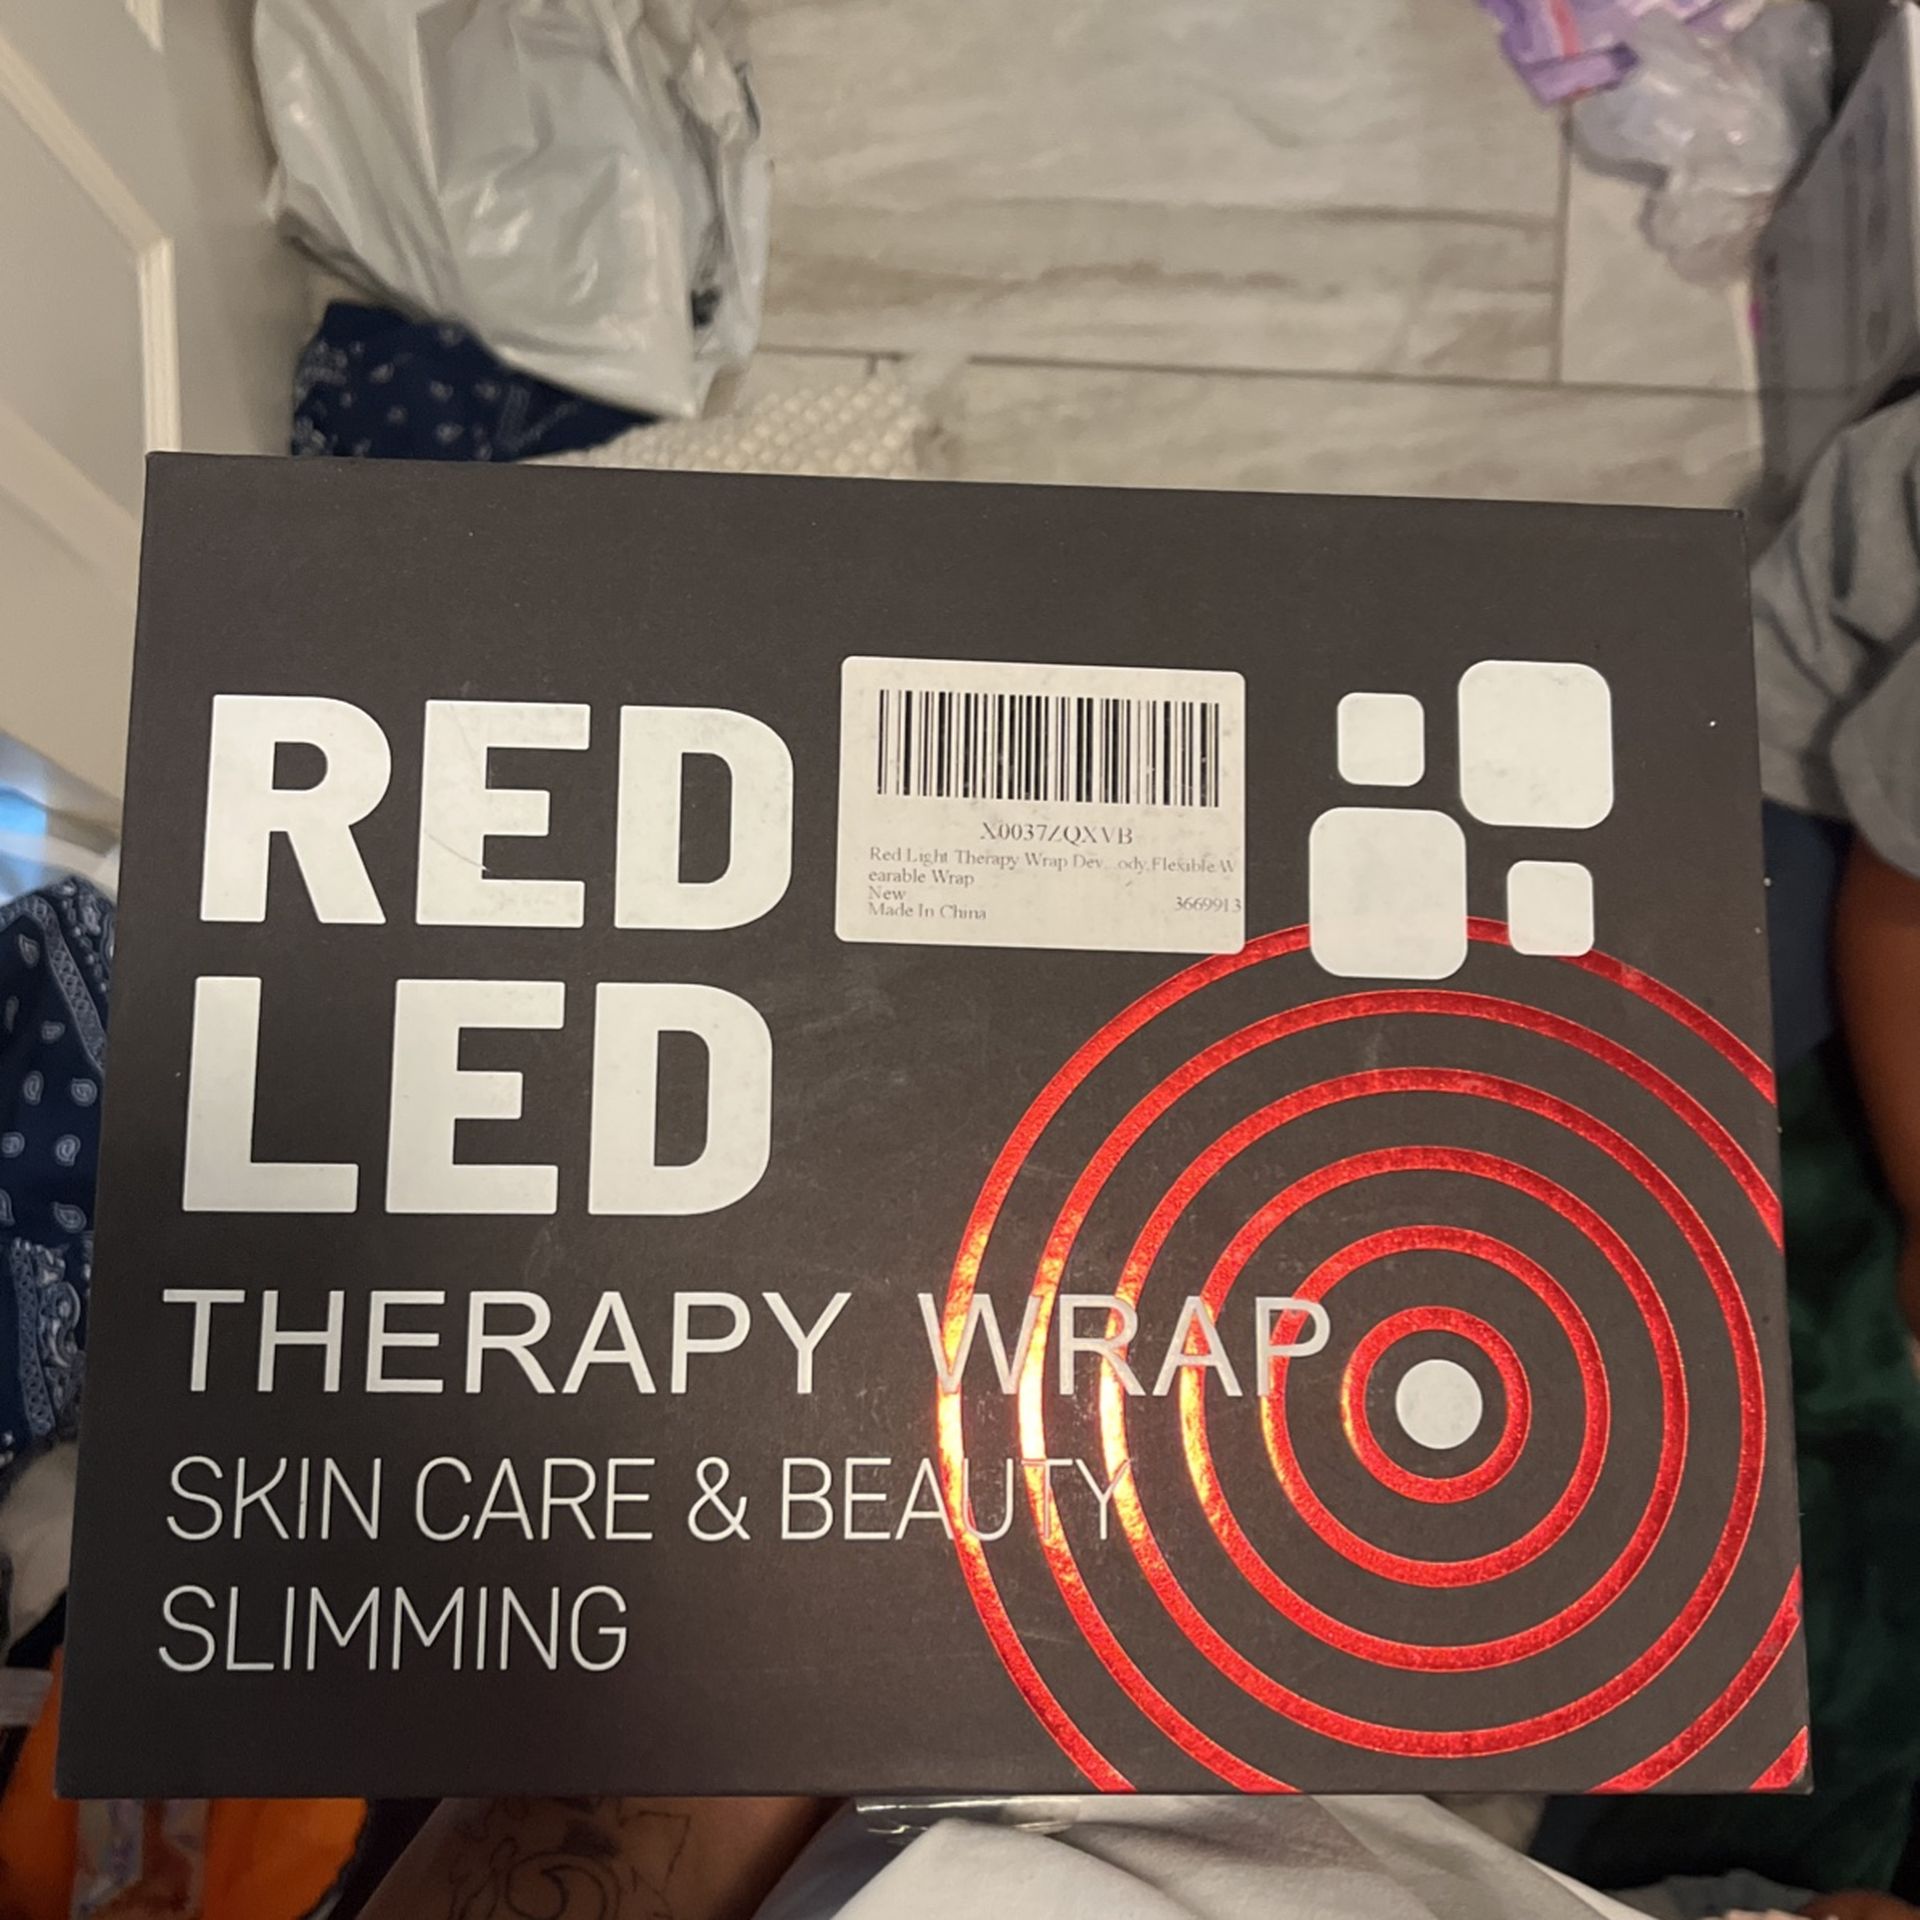 RED
LED
X0037ZQXVB
Red Light Therapy Wrap Dev...ody,Flexible W
earable Wrap
New
3669913
Made In China
THERAPY WRAP
SKIN CARE & BEAUTY
SLIMMING